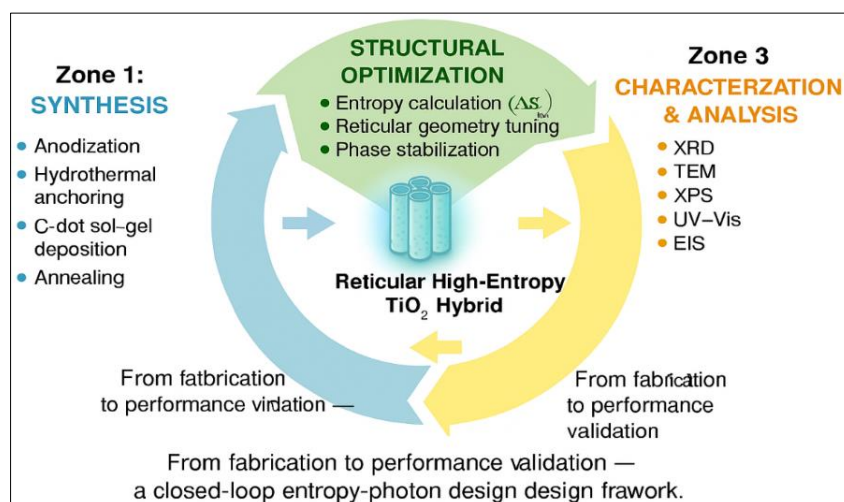 Zone 1:
SYNTHESIS
• Anodization
• Hydrothermal
anchoring
• C-dot sol-gel
deposition
• Annealing
STRUCTURAL
OPTIMIZATION
• Entropy calculation (ΔS)
• Reticular geometry tuning
• Phase stabilization
Zone 3
CHARACTERZATION
& ANALYSIS
• XRD
• TEM
• XPS
• UV–Vis
• EIS
Reticular High-Entropy
TiO₂ Hybrid
From fatbrication
to performance —
From fabrication
to performance
validation
From fabrication to performance validation —
a closed-loop entropy-photon design design frawork.